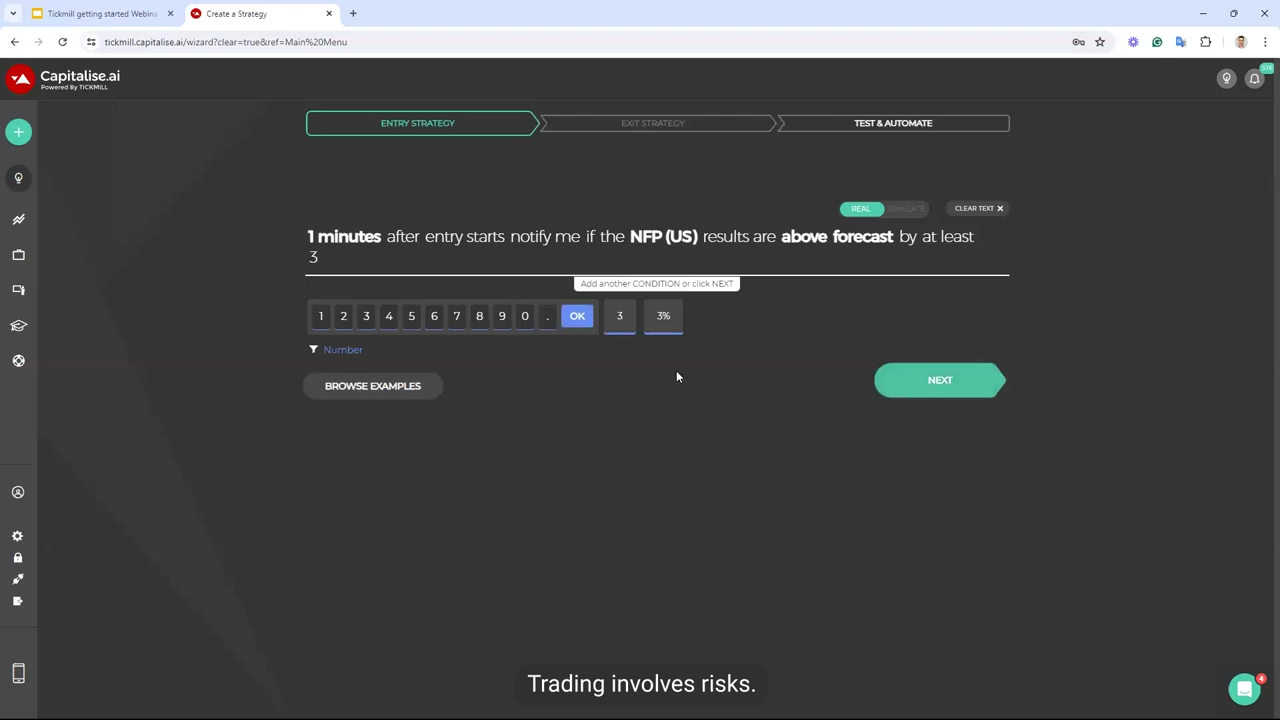 Tickmill getting started Webina
Create a Strategy
tickmill.capitalise.ai/wizard?clear=true&ref=Main%20Menu
Capitalise.ai
Powered By TICKMILL
516
ENTRY STRATEGY
EXIT STRATEGY
TEST & AUTOMATE
REAL
SIMULATE
CLEAR TEXT
1 minutes after entry starts notify me if the NFP (US) results are above forecast by at least
3
Add another CONDITION or click NEXT
1 2 3 4 5 6 7 8 9 0 . OK 3 3%
Number
BROWSE EXAMPLES
NEXT
Trading involves risks.
4